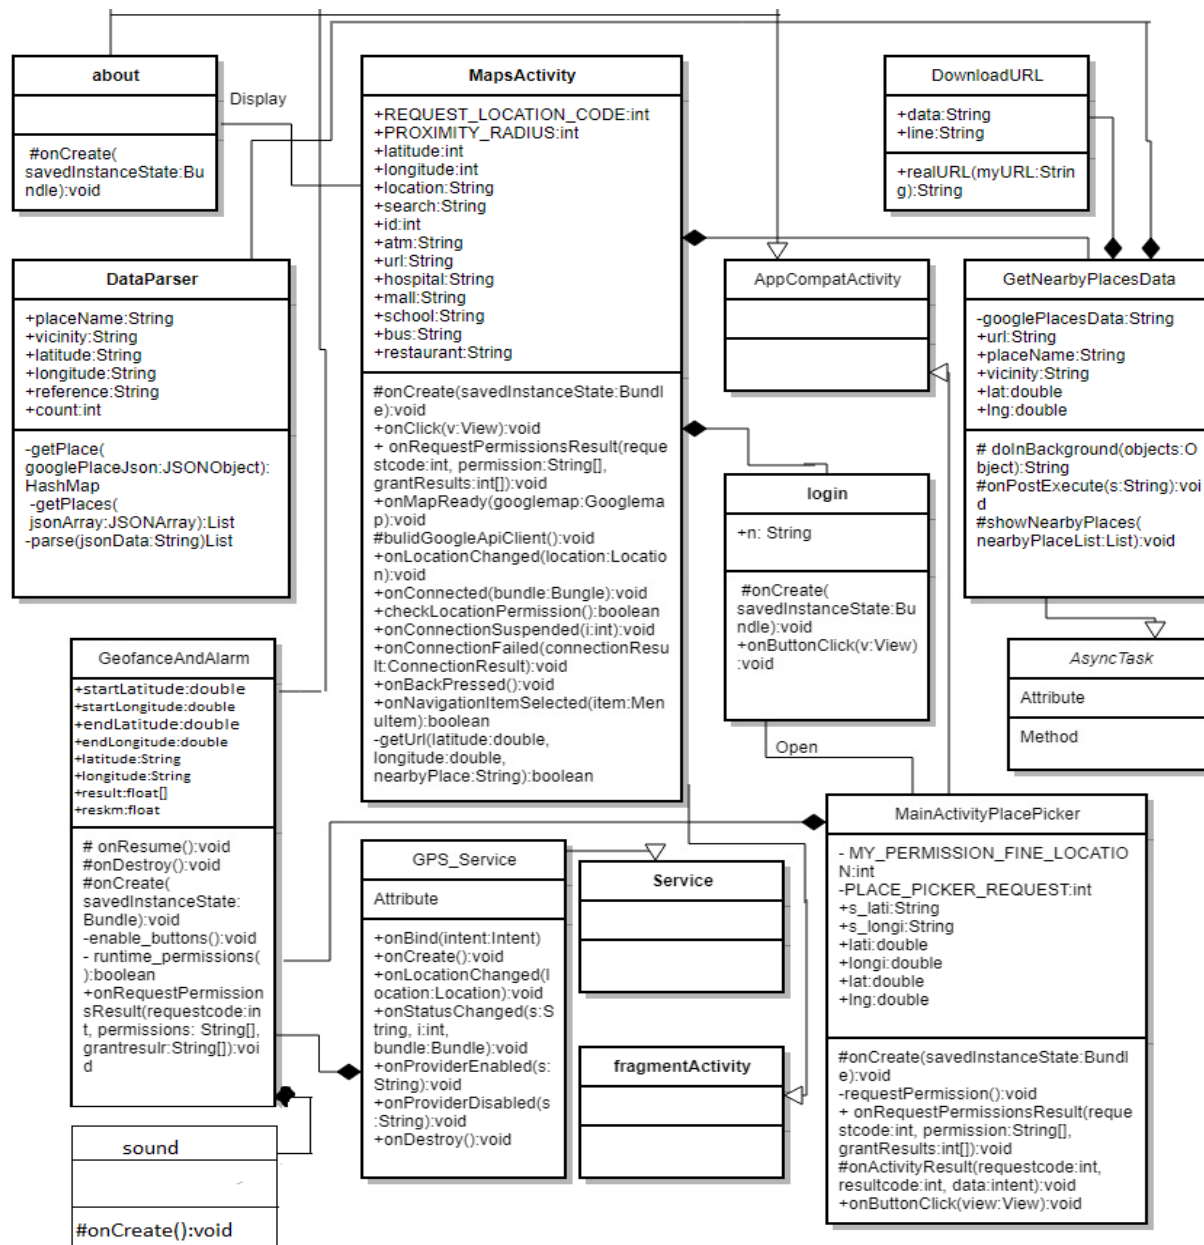 about
#onCreate(
savedInstanceState:Bu
ndle):void
Display
MapsActivity
+REQUEST_LOCATION_CODE:int
+PROXIMITY_RADIUS:int
+latitude:int
+longitude:int
+location:String
+search:String
+id:int
+atm:String
+url:String
+hospital:String
+mall:String
+school:String
+bus:String
+restaurant:String
#onCreate(savedInstanceState:Bundl
e):void
+onClick(v:View):void
+ onRequestPermissionsResult(requ
estcode:int, permission:String[],
grantResults:int[]):void
+onMapReady(googlemap:Googlem
ap):void
#bulidGoogleApiClient():void
+onLocationChanged(location:Locatio
n):void
+onConnected(bundle:Bungle):void
+checkLocationPermission():boolean
+onConnectionSuspended(i:int):void
+onConnectionFailed(connectionResu
lt:ConnectionResult):void
+onBackPressed():void
+onNavigationItemSelected(item:Men
uItem):boolean
-getUrl(latitude:double,
longitude:double,
nearbyPlace:String):boolean
DownloadURL
+data:String
+line:String
+realURL(myURL:Strin
g):String
DataParser
+placeName:String
+vicinity:String
+latitude:String
+longitude:String
+reference:String
+count:int
-getPlace(
googlePlaceJson:JSONObject):
HashMap
-getPlaces(
jsonArray:JSONArray):List
-parse(jsonData:String)List
AppCompatActivity
GetNearbyPlacesData
-googlePlacesData:String
+url:String
+placeName:String
+vicinity:String
+lat:double
+lng:double
# doInBackground(objects:O
bject):String
#onPostExecute(s:String):voi
d
#showNearbyPlaces(
nearbyPlaceList:List):void
login
+n: String
#onCreate(
savedInstanceState:Bu
ndle):void
+onButtonClick(v:View)
:void
Open
AsyncTask
Attribute
Method
GeofanceAndAlarm
+startLatitude:double
+startLongitude:double
+endLatitude:double
+endLongitude:double
+latitude:String
+longitude:String
+result:float[]
+reskm:float
# onResume():void
#onDestroy():void
#onCreate(
savedInstanceState:
Bundle):void
-enable_buttons():void
- runtime_permissions(
):boolean
+onRequestPermission
sResult(requestcode:in
t, permissions: String[],
grantresulr:String[]):voi
d
GPS_Service
Attribute
+onBind(intent:Intent)
+onCreate():void
+onLocationChanged(l
ocation:Location):void
+onStatusChanged(s:S
tring, i:int,
bundle:Bundle):void
+onProviderEnabled(s:
String):void
+onProviderDisabled(s
:String):void
+onDestroy():void
Service
fragmentActivity
MainActivityPlacePicker
- MY_PERMISSION_FINE_LOCATIO
N:int
-PLACE_PICKER_REQUEST:int
+s_lati:String
+s_longi:String
+lati:double
+longi:double
+lat:double
+lng:double
#onCreate(savedInstanceState:Bundl
e):void
-requestPermission():void
+ onRequestPermissionsResult(reque
stcode:int, permission:String[],
grantResults:int[]):void
#onActivityResult(requestcode:int,
resultcode:int, data:intent):void
+onButtonClick(view:View):void
sound
#onCreate():void